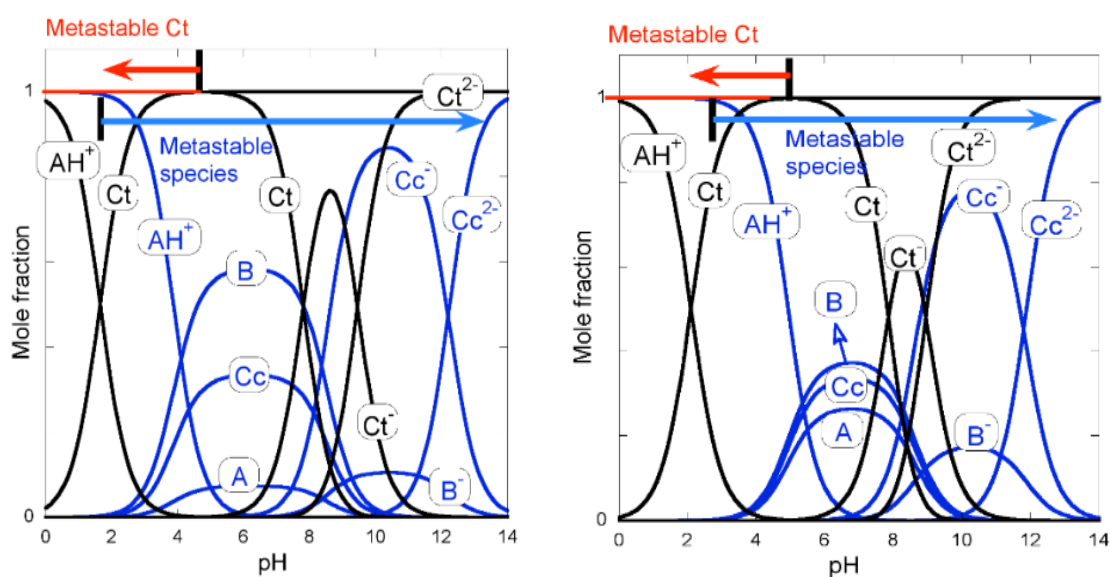 Metastable Ct
1
Ct²⁻
AH⁺
Ct
Metastable
species
Ct
Cc⁻
Cc²⁻
AH⁺
B
Cc
Ct⁻
A
B⁻
0
0 2 4 6 8 10 12 14
pH
Mole fraction
Metastable Ct
1
AH⁺
Ct
Metastable
species
Ct²⁻
AH⁺
Ct
Cc⁻
Cc²⁻
Ct⁻
B
Cc
A
B⁻
0
0 2 4 6 8 10 12 14
pH
Mole fraction